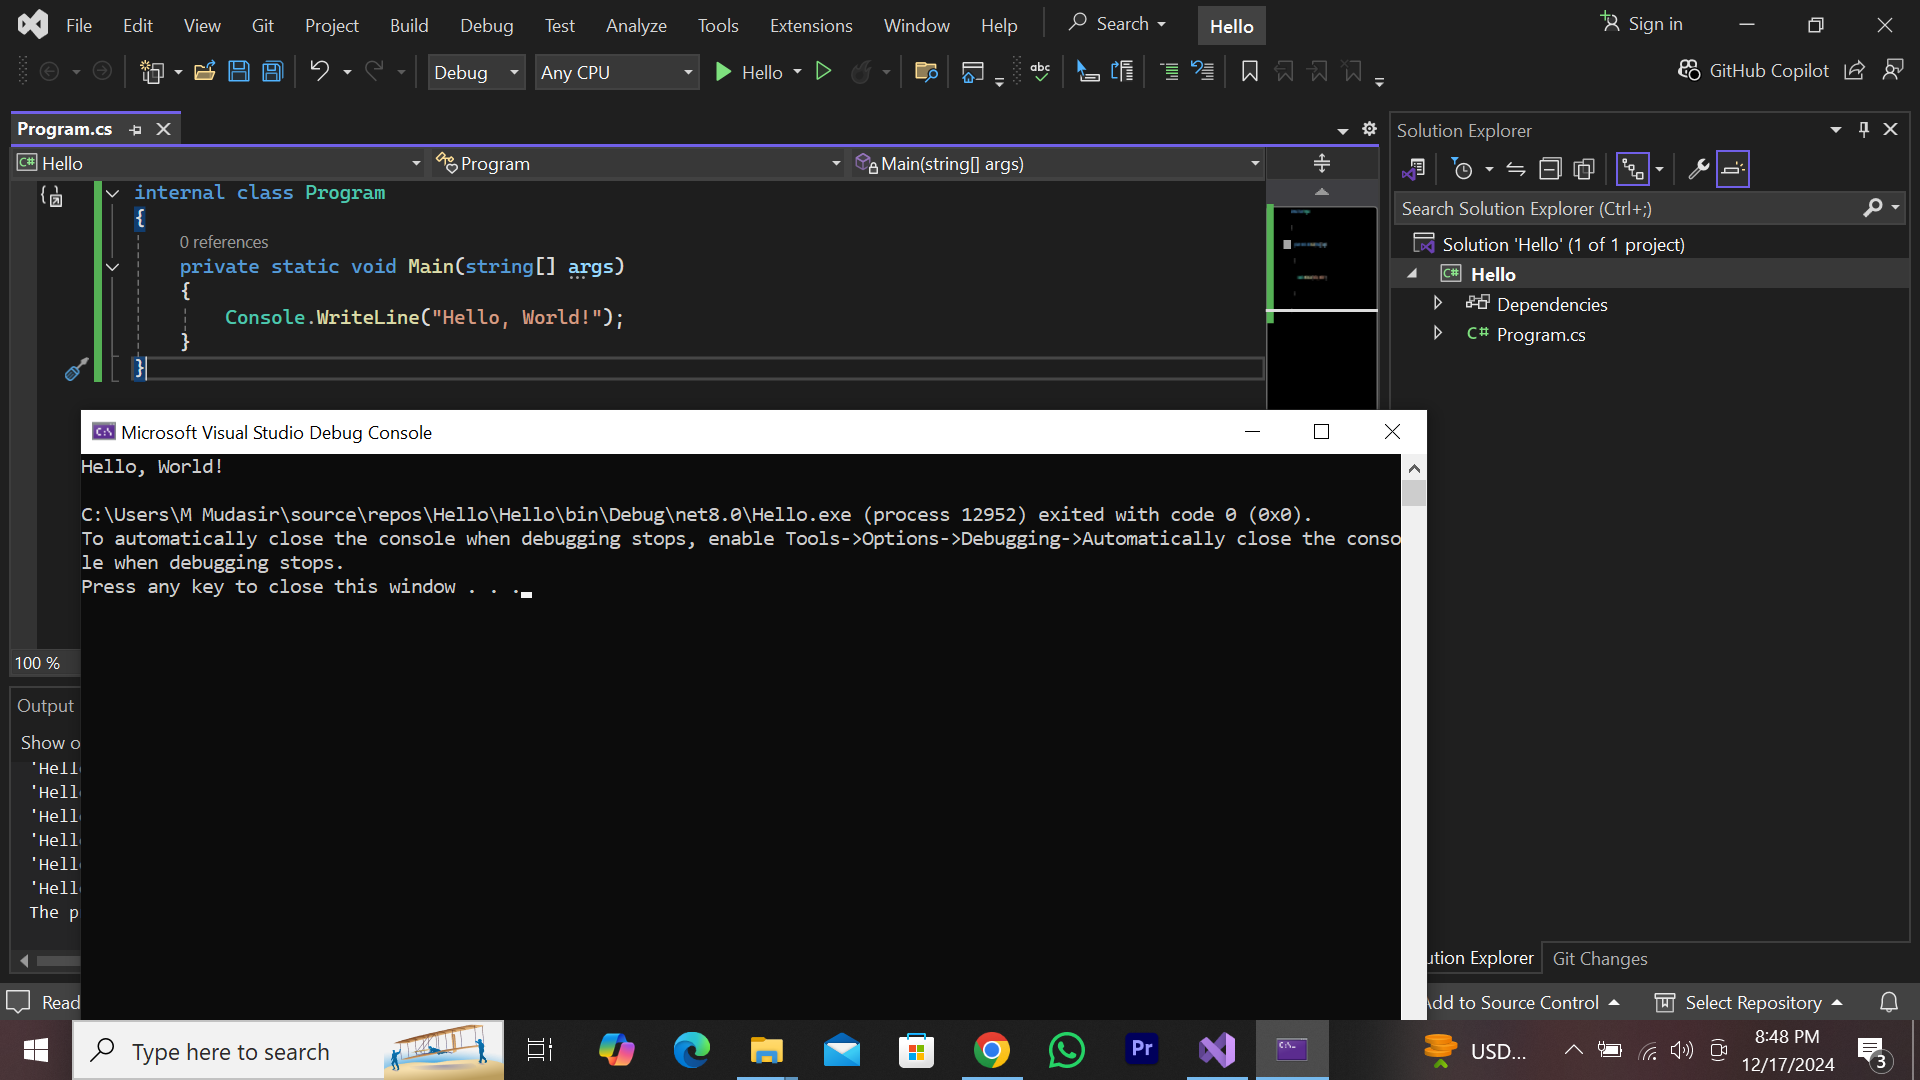 File Edit View Git Project Build Debug Test Analyze Tools Extensions Window Help Search Hello Sign in
Debug Any CPU Hello abc GitHub Copilot
Program.cs
Hello Program Main(string[] args)
internal class Program
{
0 references
private static void Main(string[] args)
{
Console.WriteLine("Hello, World!");
}
}
100 %
Output
Show o
'Hell
'Hell
'Hell
'Hell
'Hell
'Hell
The p
Microsoft Visual Studio Debug Console
Hello, World!
C:\Users\M Mudasir\source\repos\Hello\Hello\bin\Debug\net8.0\Hello.exe (process 12952) exited with code 0 (0x0).
To automatically close the console when debugging stops, enable Tools->Options->Debugging->Automatically close the conso
le when debugging stops.
Press any key to close this window . . .
Solution Explorer
Search Solution Explorer (Ctrl+;)
Solution 'Hello' (1 of 1 project)
C# Hello
Dependencies
C# Program.cs
ution Explorer Git Changes
Read
dd to Source Control Select Repository
Type here to search
Pr
USD...
8:48 PM
12/17/2024
3